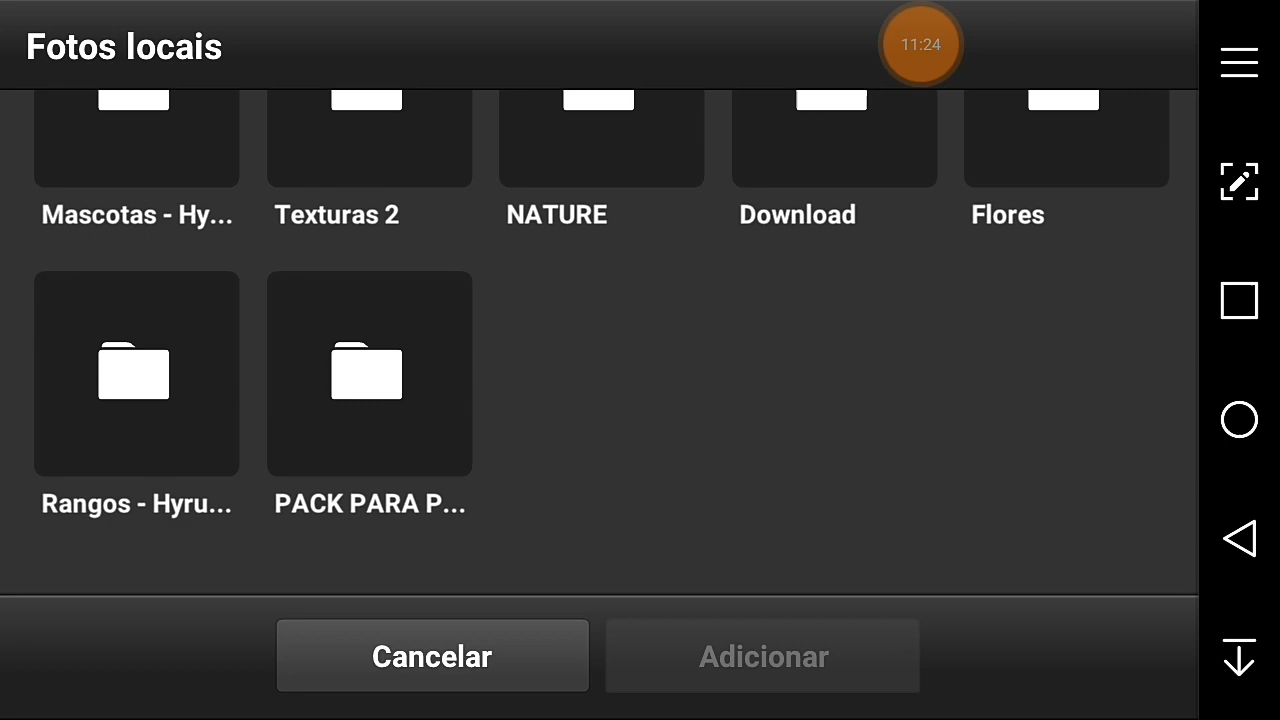 Fotos locais
11:24
Mascotas - Hy...
Texturas 2
NATURE
Download
Flores
Rangos - Hyru...
PACK PARA P...
Cancelar
Adicionar